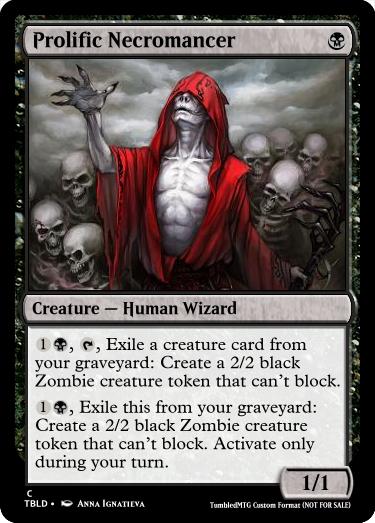 Prolific Necromancer
Creature — Human Wizard
1, Exile a creature card from
your graveyard: Create a 2/2 black
Zombie creature token that can't block.
1, Exile this from your graveyard:
Create a 2/2 black Zombie creature
token that can't block. Activate only
during your turn.
1/1
C
TBLD • Anna Ignatieva
TumbledMTG Custom Format (NOT FOR SALE)